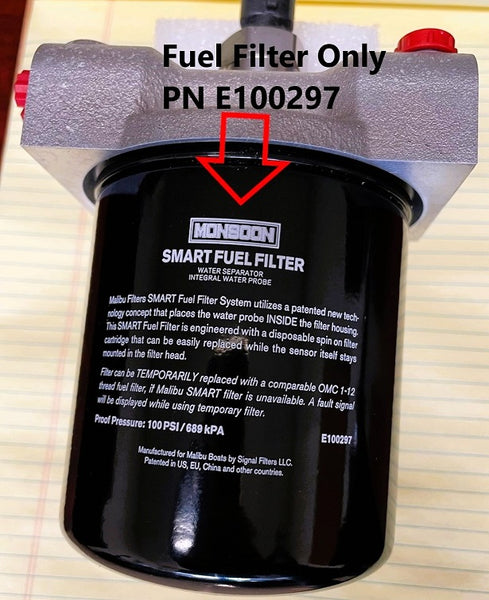 Fuel Filter Only
PN E100297
MONSOON
SMART FUEL FILTER
WATER SEPARATOR
INTEGRAL WATER PROBE
Malibu Filters SMART Fuel Filter System utilizes a patented new tech-
nology concept that places the water probe INSIDE the filter housing.
This SMART Fuel Filter is engineered with a disposable spin on filter
cartridge that can be easily replaced while the sensor itself stays
mounted in the filter head.
Filter can be TEMPORARILY replaced with a comparable OMC 1-12
thread fuel filter, if Malibu SMART filter is unavailable. A fault signal
will be displayed while using temporary filter.
Proof Pressure: 100 PSI / 689 kPA
E100297
Manufactured for Malibu Boats by Signal Filters LLC.
Patented in US, EU, China and other countries.